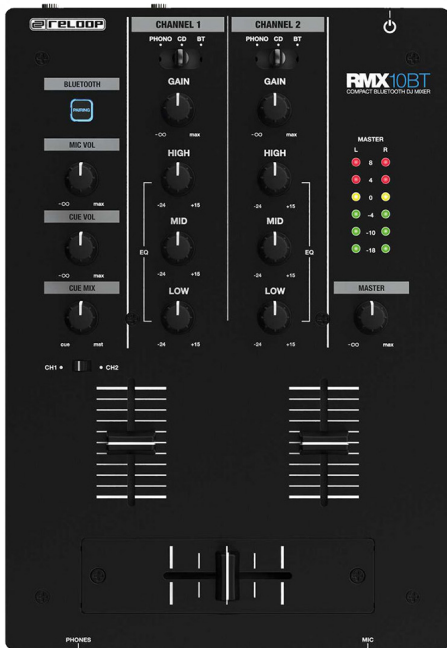 reloop
CHANNEL 1
CHANNEL 2
PHONO CD BT
PHONO CD BT
BLUETOOTH
PAIRING
GAIN
GAIN
RMX10BT
COMPACT BLUETOOTH DJ MIXER
-∞ max
-∞ max
MIC VOL
HIGH
HIGH
MASTER
L R
8
4
0
-4
-10
-18
-∞ max
-24 +15
-24 +15
CUE VOL
MID
MID
EQ
EQ
-∞ max
-24 +15
-24 +15
CUE MIX
LOW
LOW
MASTER
cue mst
-24 +15
-24 +15
-∞ max
CH1 CH2
PHONES
MIC